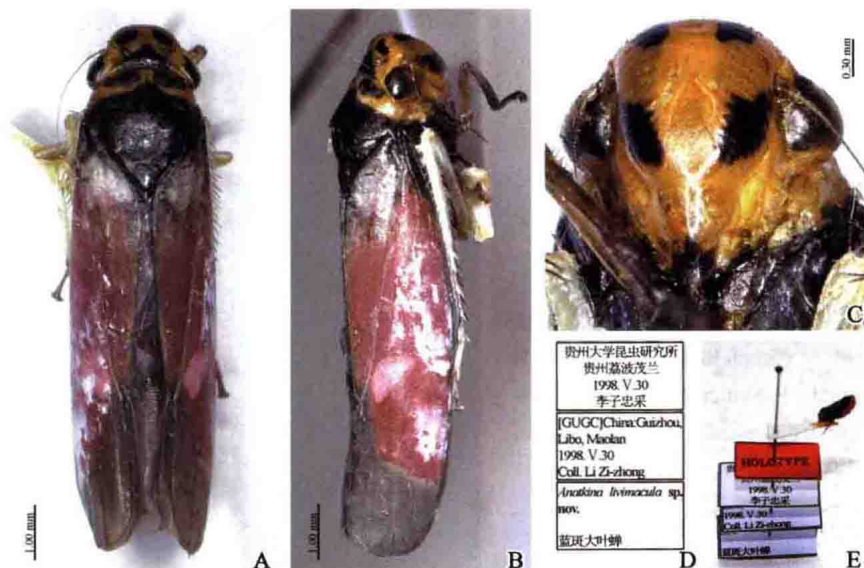 0.30 mm
C
1.00 mm
A
1.00 mm
B
贵州大学昆虫研究所
贵州荔波茂兰
1998. V.30
李子忠采
[GUGC]China:Guizhou,
Libo, Maolan
1998. V.30
Coll. Li Zi-zhong
Anatkina livimacula sp.
nov.
蓝斑大叶蝉
D
HOLOTYPE
1998. V.30
李子忠采
1998. V.30
Coll. Li Zi-zhong
蓝斑大叶蝉
E